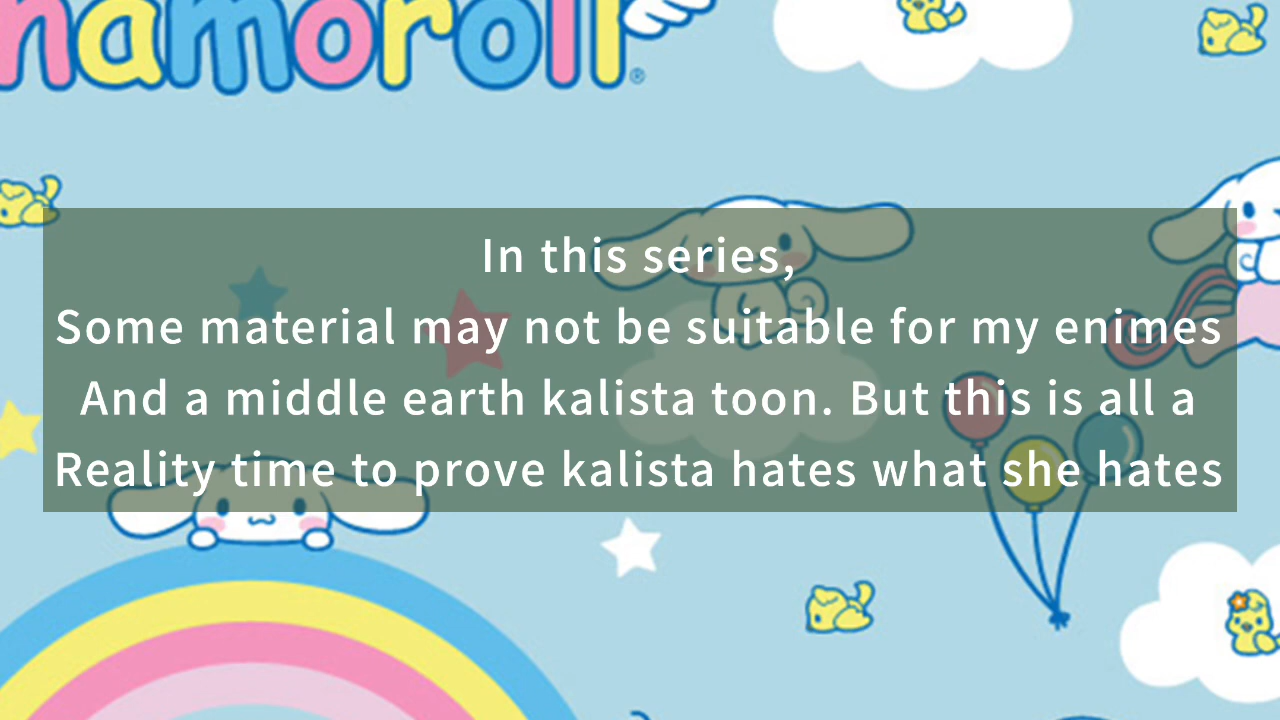 namoroll
®
In this series,
Some material may not be suitable for my enimes
And a middle earth kalista toon. But this is all a
Reality time to prove kalista hates what she hates